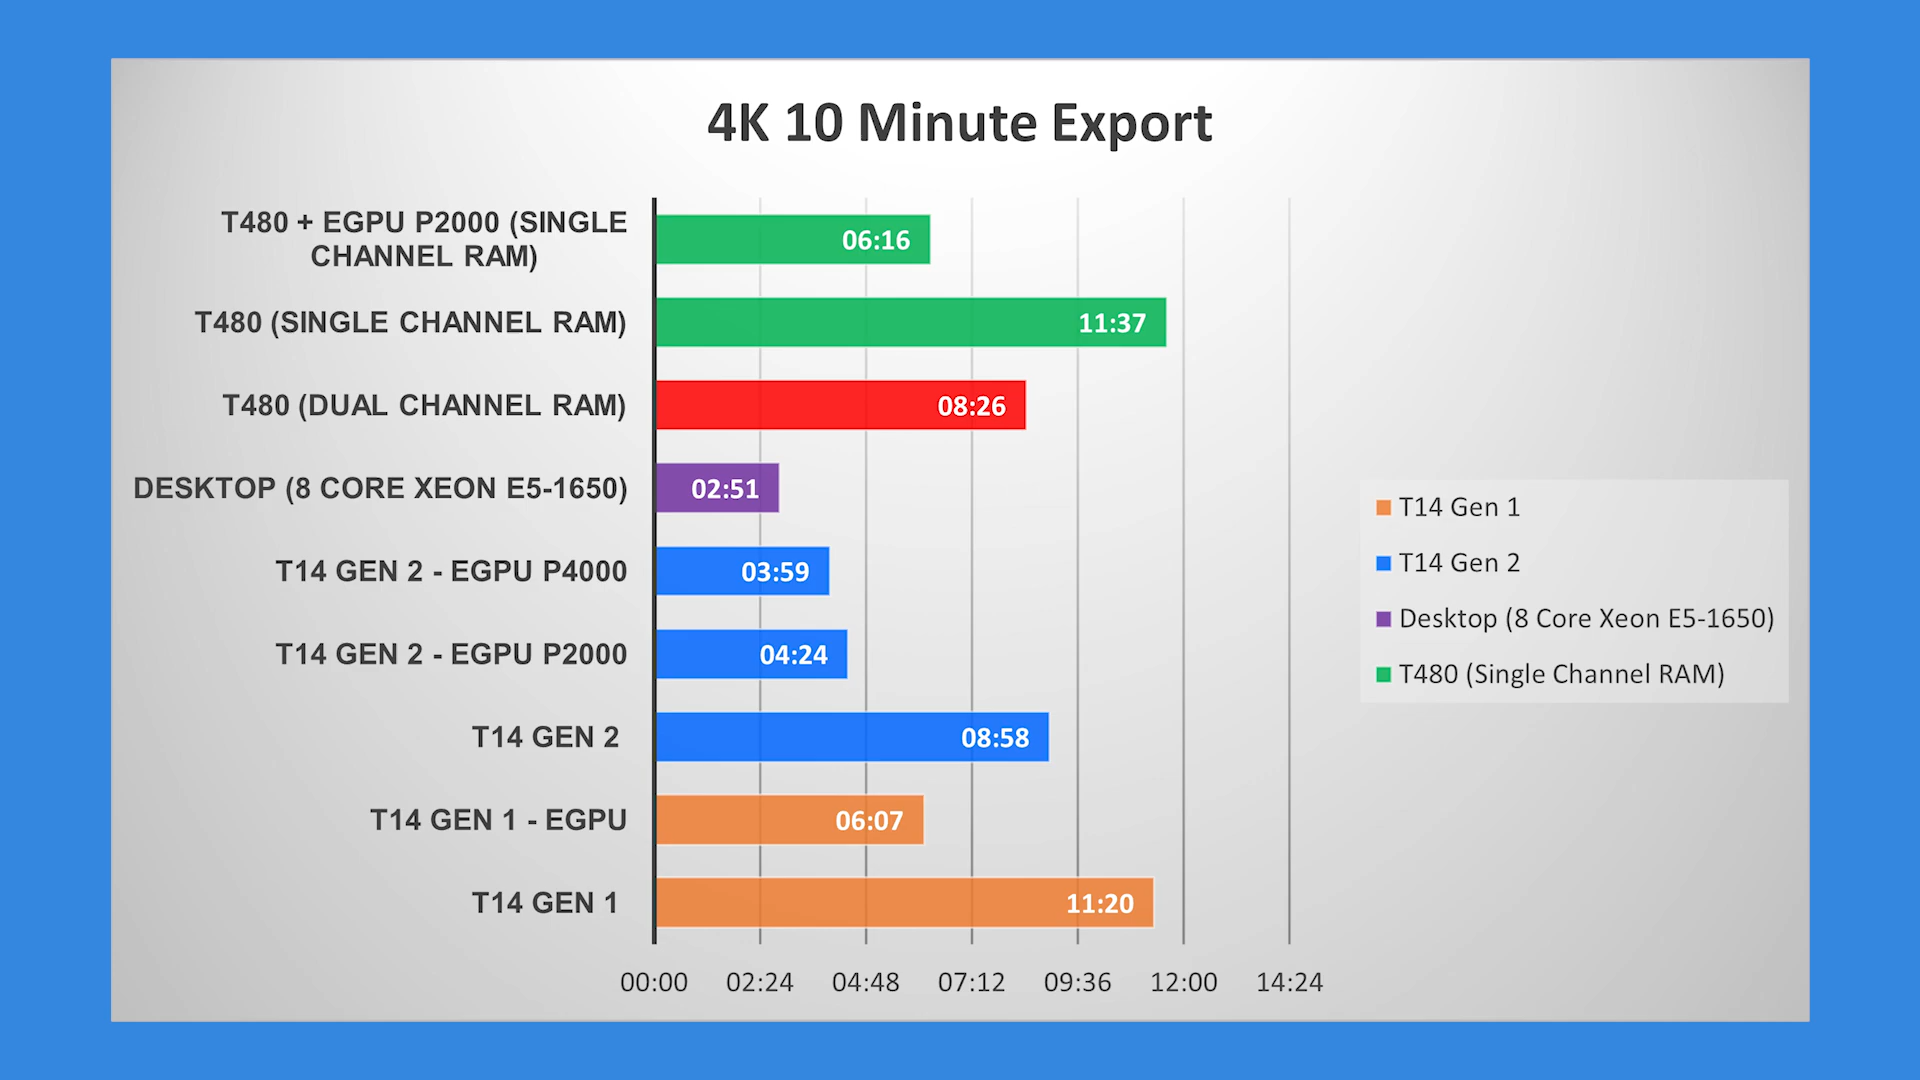 4K 10 Minute Export
T480 + EGPU P2000 (SINGLE
CHANNEL RAM)
06:16
T480 (SINGLE CHANNEL RAM)
11:37
T480 (DUAL CHANNEL RAM)
08:26
DESKTOP (8 CORE XEON E5-1650)
02:51
T14 GEN 2 - EGPU P4000
03:59
T14 GEN 2 - EGPU P2000
04:24
T14 GEN 2
08:58
T14 GEN 1 - EGPU
06:07
T14 GEN 1
11:20
00:00 02:24 04:48 07:12 09:36 12:00 14:24
T14 Gen 1
T14 Gen 2
Desktop (8 Core Xeon E5-1650)
T480 (Single Channel RAM)